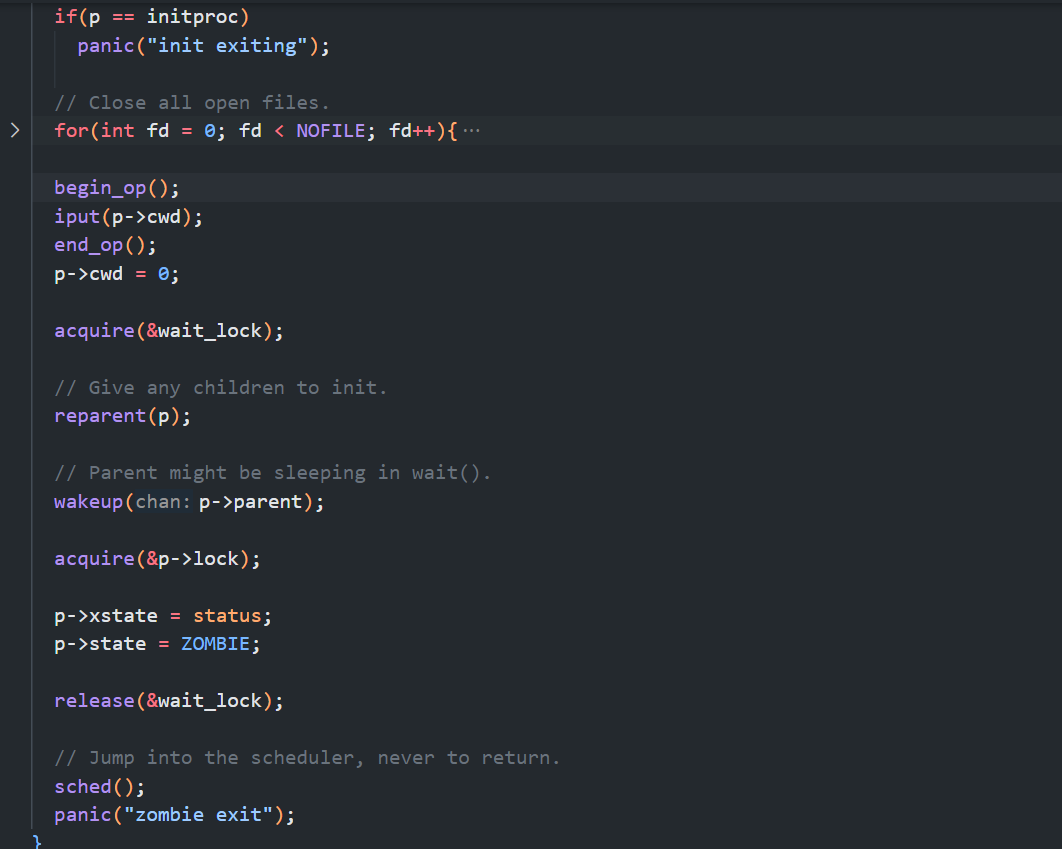 if(p == initproc)
panic("init exiting");
// Close all open files.
for(int fd = 0; fd < NOFILE; fd++){···
begin_op();
iput(p->cwd);
end_op();
p->cwd = 0;
acquire(&wait_lock);
// Give any children to init.
reparent(p);
// Parent might be sleeping in wait().
wakeup(chan: p->parent);
acquire(&p->lock);
p->xstate = status;
p->state = ZOMBIE;
release(&wait_lock);
// Jump into the scheduler, never to return.
sched();
panic("zombie exit");
}